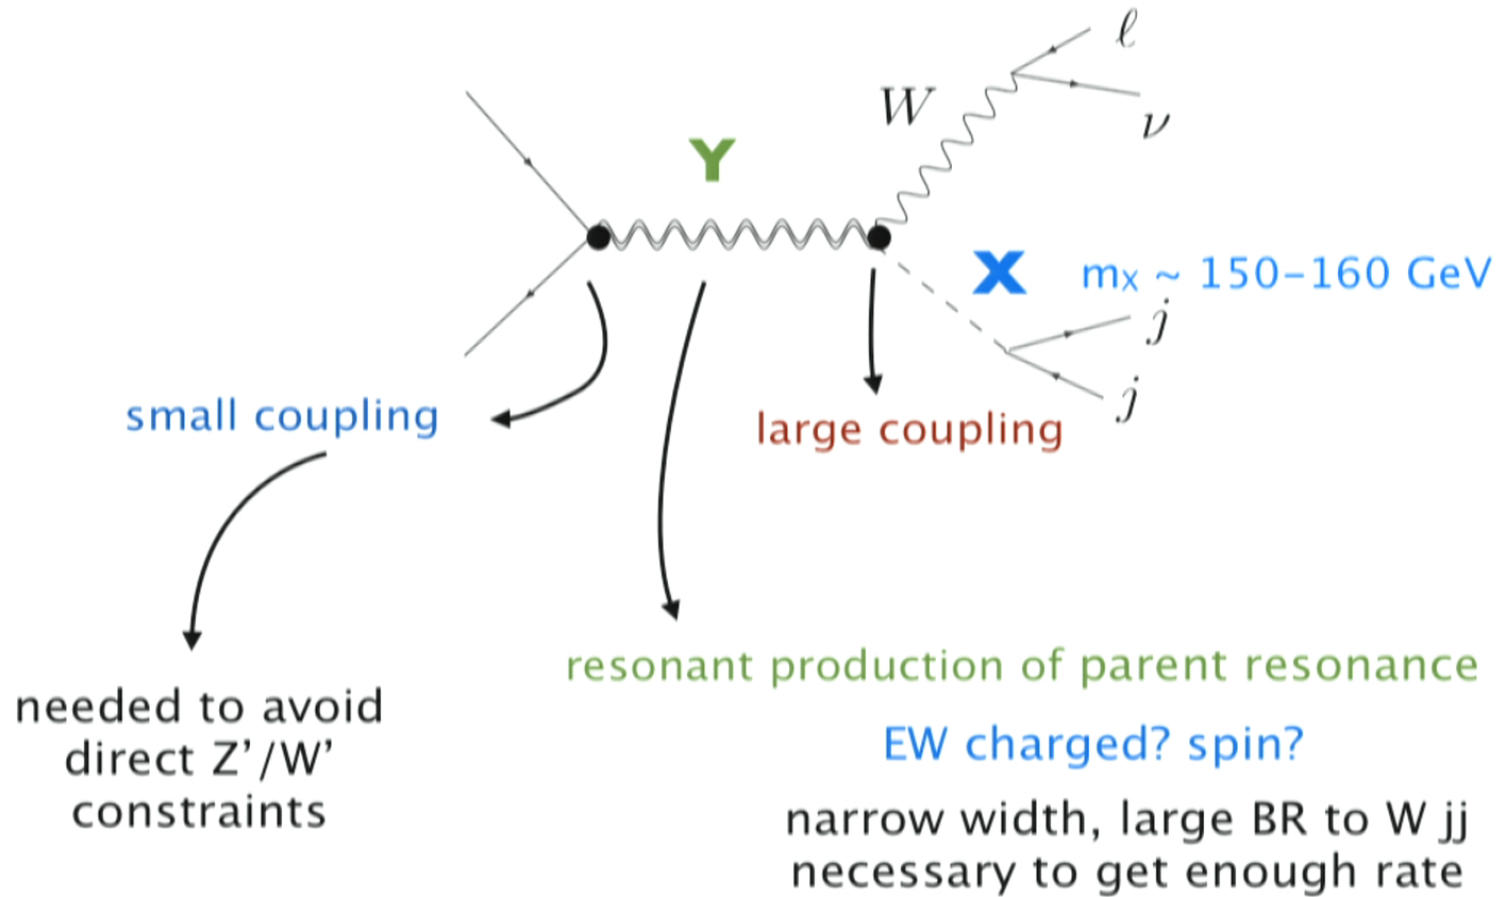 ℓ
W
ν
Y
X mX ~ 150–160 GeV
j
j
small coupling
large coupling
resonant production of parent resonance
needed to avoid
direct Z’/W’
constraints
EW charged? spin?
narrow width, large BR to W jj
necessary to get enough rate